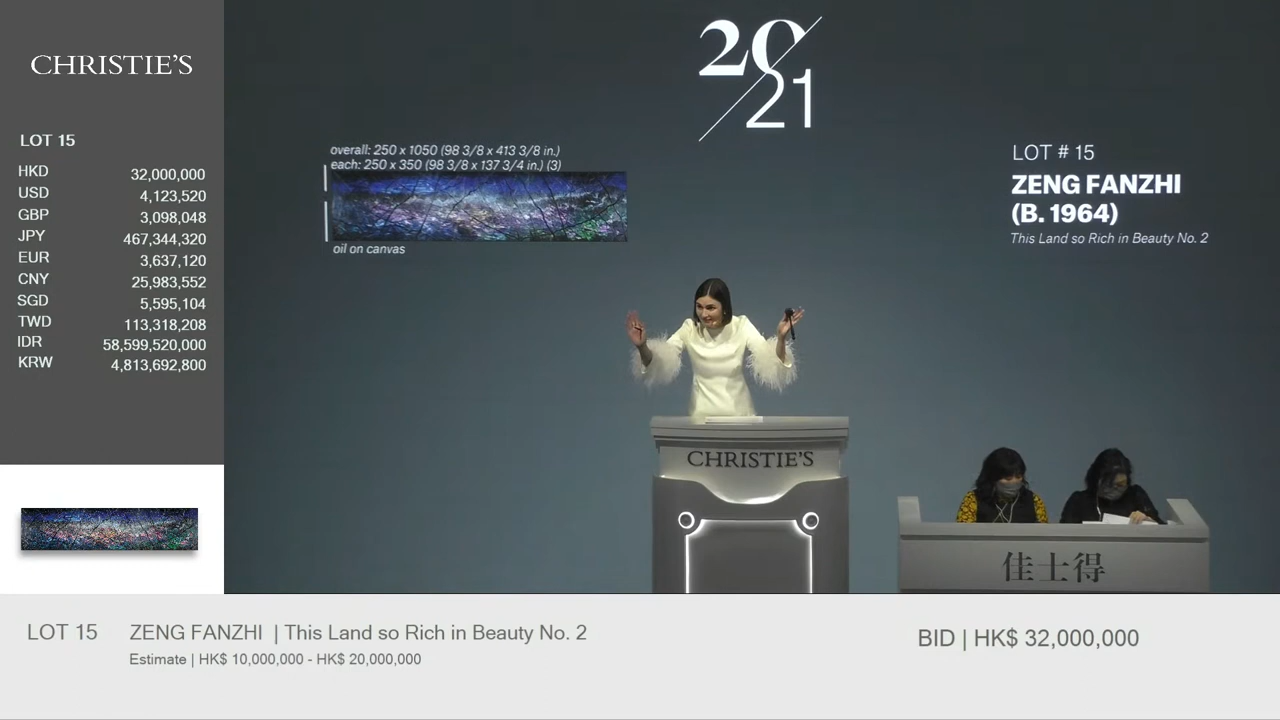 CHRISTIE'S
LOT 15
HKD 32,000,000
USD 4,123,520
GBP 3,098,048
JPY 467,344,320
EUR 3,637,120
CNY 25,983,552
SGD 5,595,104
TWD 113,318,208
IDR 58,599,520,000
KRW 4,813,692,800
20
21
overall: 250 x 1050 (98 3/8 x 413 3/8 in.)
each: 250 x 350 (98 3/8 x 137 3/4 in.) (3)
oil on canvas
LOT # 15
ZENG FANZHI
(B. 1964)
This Land so Rich in Beauty No. 2
CHRISTIE'S
佳士得
LOT 15
ZENG FANZHI | This Land so Rich in Beauty No. 2
Estimate | HK$ 10,000,000 - HK$ 20,000,000
BID | HK$ 32,000,000